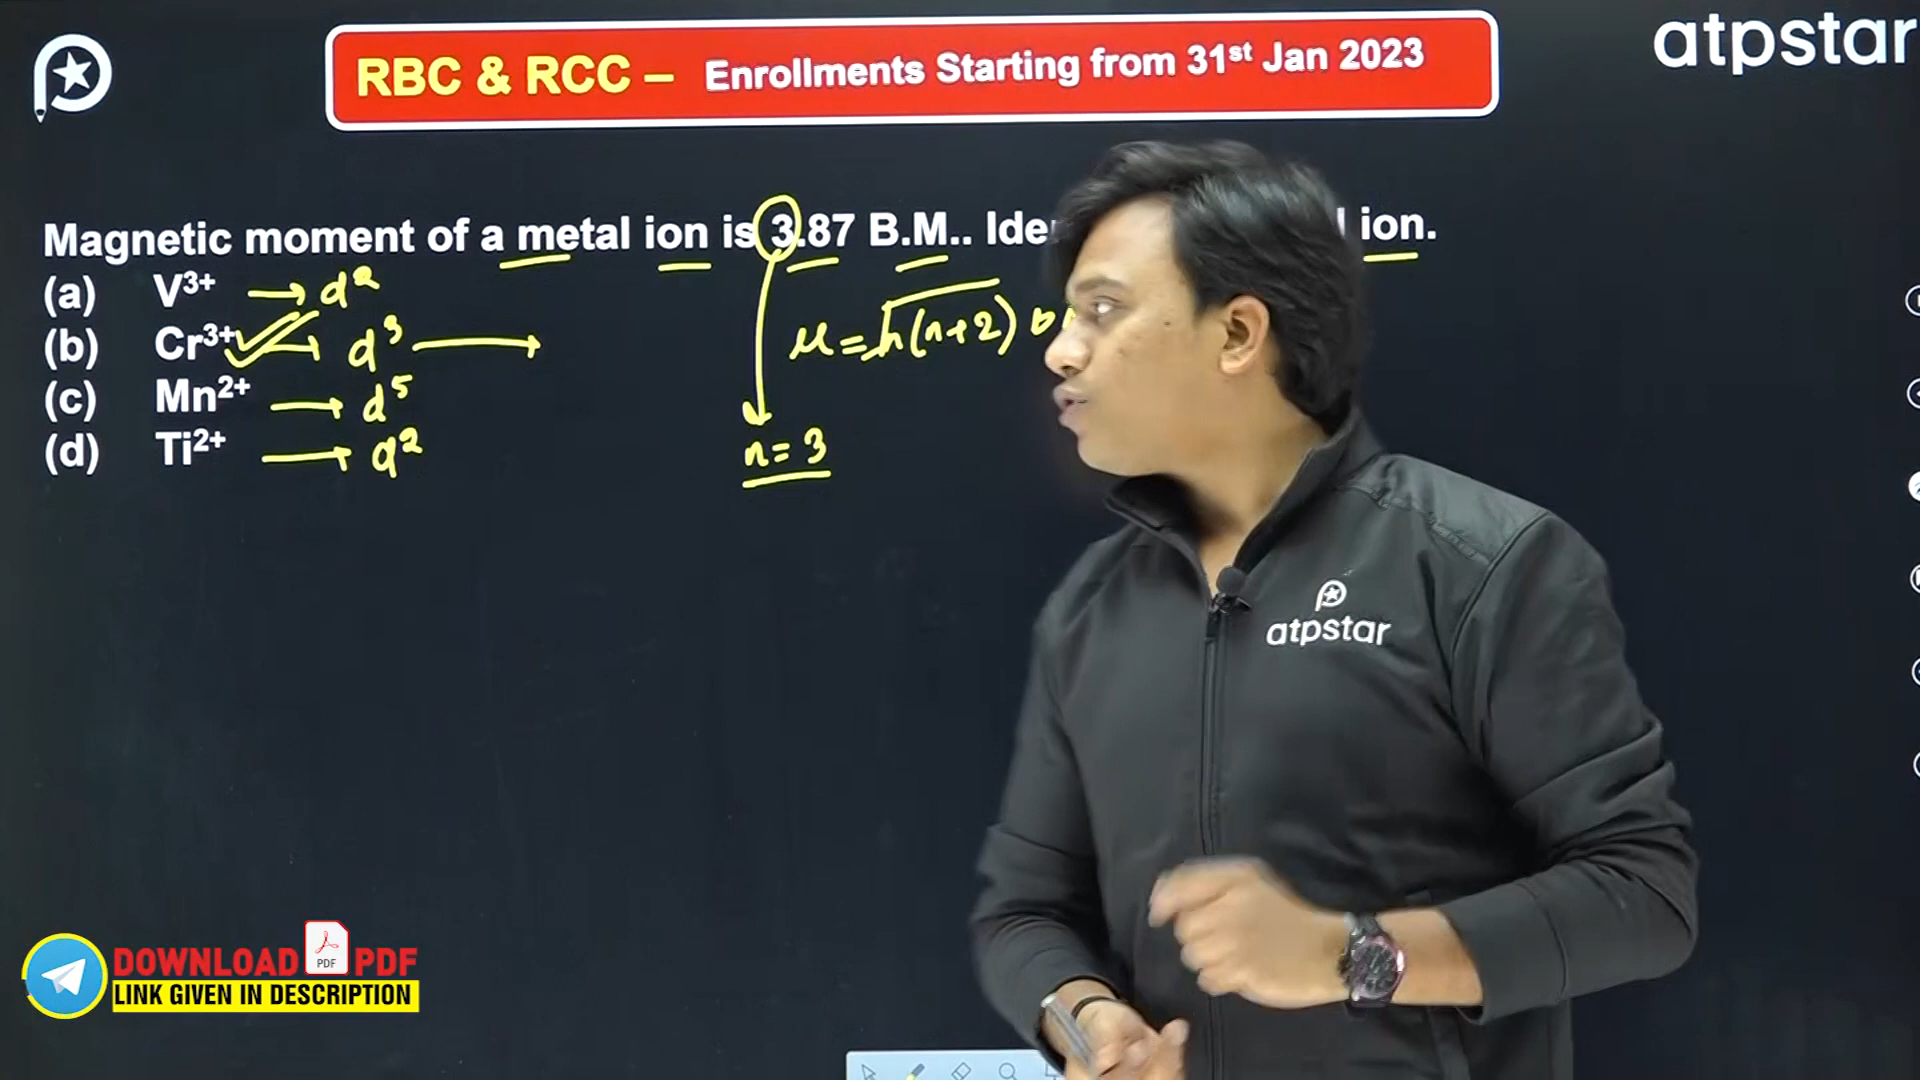 RBC & RCC – Enrollments Starting from 31st Jan 2023
atpstar
Magnetic moment of a metal ion is 3.87 B.M.. Ide ion.
(a) V3+ → d2
(b) Cr3+ → d3 →
(c) Mn2+ → d5
(d) Ti2+ → d2
μ = √n(n+2)
n = 3
atpstar
DOWNLOAD PDF PDF
LINK GIVEN IN DESCRIPTION